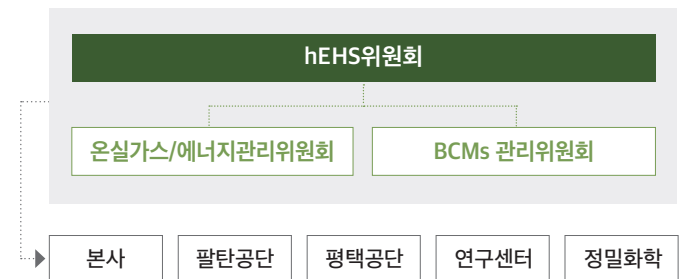 hEHS위원회
온실가스/에너지관리위원회
BCMs 관리위원회
본사
팔탄공단
평택공단
연구센터
정밀화학